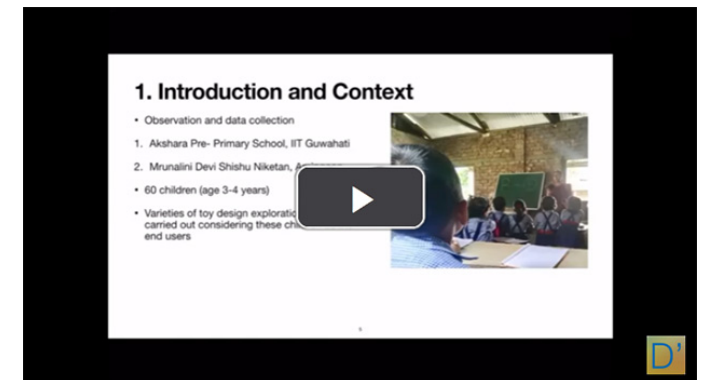 1. Introduction and Context
• Observation and data collection
1. Akshara Pre- Primary School, IIT Guwahati
2. Mrunalini Devi Shishu Niketan,
• 60 children (age 3-4 years)
• Varieties of toy design
carried out considering these
end users
5
D'